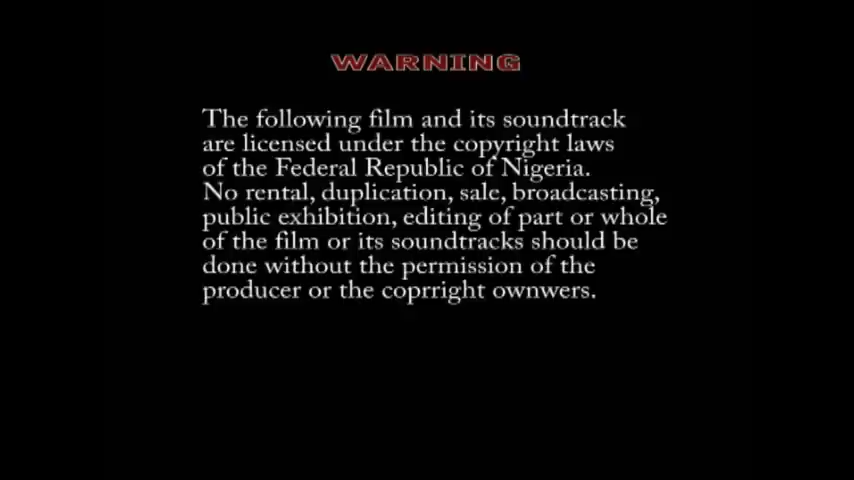 WARNING
The following film and its soundtrack
are licensed under the copyright laws
of the Federal Republic of Nigeria.
No rental, duplication, sale, broadcasting,
public exhibition, editing of part or whole
of the film or its soundtracks should be
done without the permission of the
producer or the coprright ownwers.